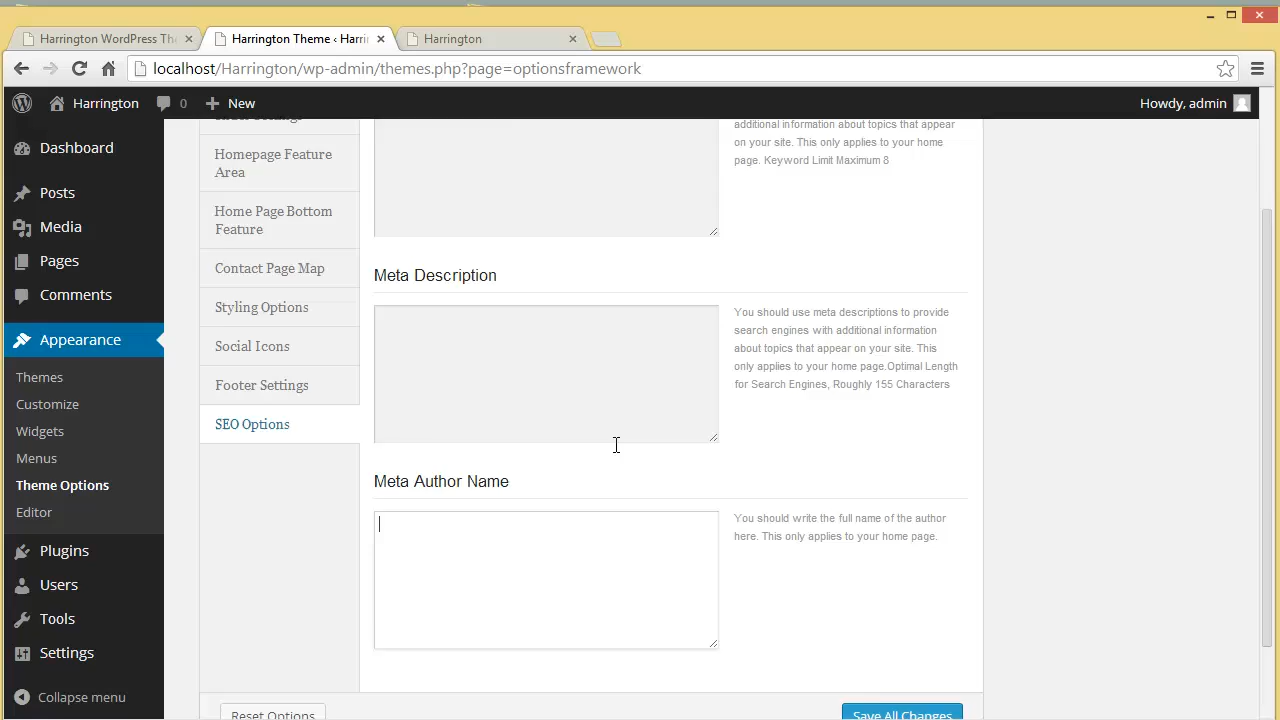 Harrington WordPress Th
Harrington Theme ‹ Harri
Harrington
localhost/Harrington/wp-admin/themes.php?page=optionsframework
Harrington
0
New
Howdy, admin
Dashboard
Posts
Media
Pages
Comments
Appearance
Themes
Customize
Widgets
Menus
Theme Options
Editor
Plugins
Users
Tools
Settings
Collapse menu
Homepage Feature
Area
Home Page Bottom
Feature
Contact Page Map
Styling Options
Social Icons
Footer Settings
SEO Options
additional information about topics that appear
on your site. This only applies to your home
page. Keyword Limit Maximum 8
Meta Description
You should use meta descriptions to provide
search engines with additional information
about topics that appear on your site. This
only applies to your home page.Optimal Length
for Search Engines, Roughly 155 Characters
Meta Author Name
You should write the full name of the author
here. This only applies to your home page.
Reset Options
Save All Changes